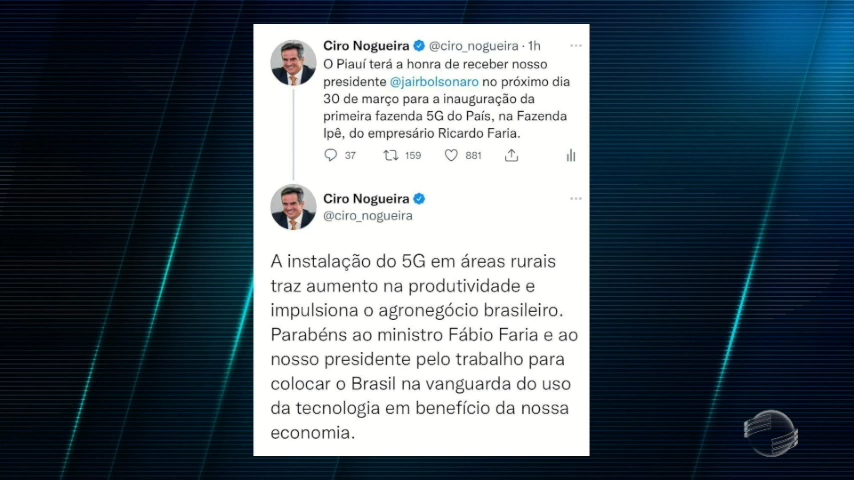 Ciro Nogueira @ciro_nogueira · 1h
O Piauí terá a honra de receber nosso
presidente @jairbolsonaro no próximo dia
30 de março para a inauguração da
primeira fazenda 5G do País, na Fazenda
Ipê, do empresário Ricardo Faria.
37 159 881
Ciro Nogueira
@ciro_nogueira
A instalação do 5G em áreas rurais
traz aumento na produtividade e
impulsiona o agronegócio brasileiro.
Parabéns ao ministro Fábio Faria e ao
nosso presidente pelo trabalho para
colocar o Brasil na vanguarda do uso
da tecnologia em benefício da nossa
economia.